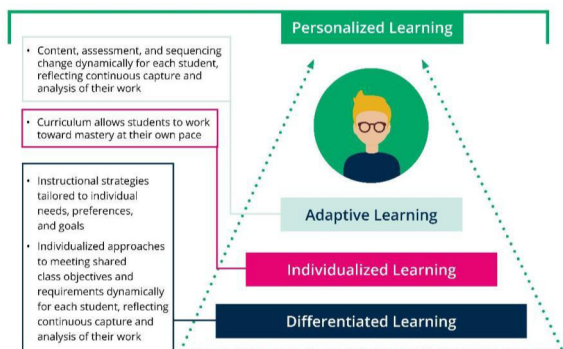 Personalized Learning
• Content, assessment, and sequencing
change dynamically for each student,
reflecting continuous capture and
analysis of their work
• Curriculum allows students to work
toward mastery at their own pace
• Instructional strategies
tailored to individual
needs, preferences,
and goals
• Individualized approaches
to meeting shared
class objectives and
requirements dynamically
for each student, reflecting
continuous capture and
analysis of their work
Adaptive Learning
Individualized Learning
Differentiated Learning